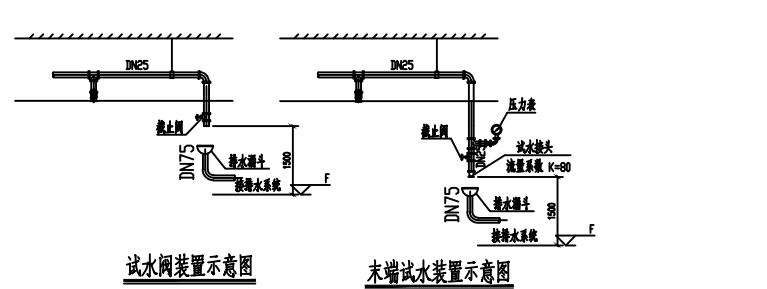 DN25
截止阀
DN75
排水漏斗
接排水系统
1500
F
试水阀装置示意图
DN25
压力表
截止阀
DN25
试水接头
流量系数 K=80
DN75
排水漏斗
接排水系统
1500
F
末端试水装置示意图